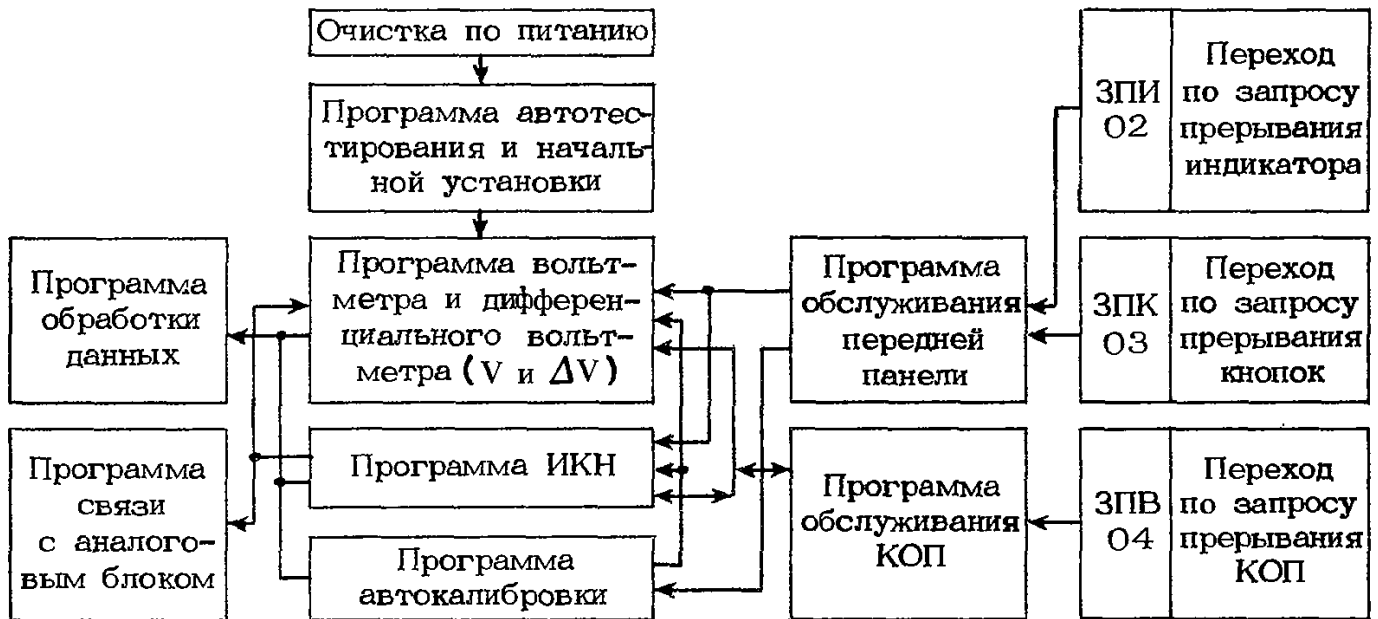 Очистка по питанию
Программа автотес-
тирования и началь-
ной установки
Программа
обработки
данных
Программа вольт-
метра и дифферен-
циального вольт-
метра (V и ΔV)
Программа
обслуживания
передней
панели
ЗПИ
02
Переход
по запросу
прерывания
индикатора
ЗПК
03
Переход
по запросу
прерывания
кнопок
Программа
связи
с аналого-
вым блоком
Программа ИКН
Программа
автокалибровки
Программа
обслуживания
КОП
ЗПВ
04
Переход
по запросу
прерывания
КОП